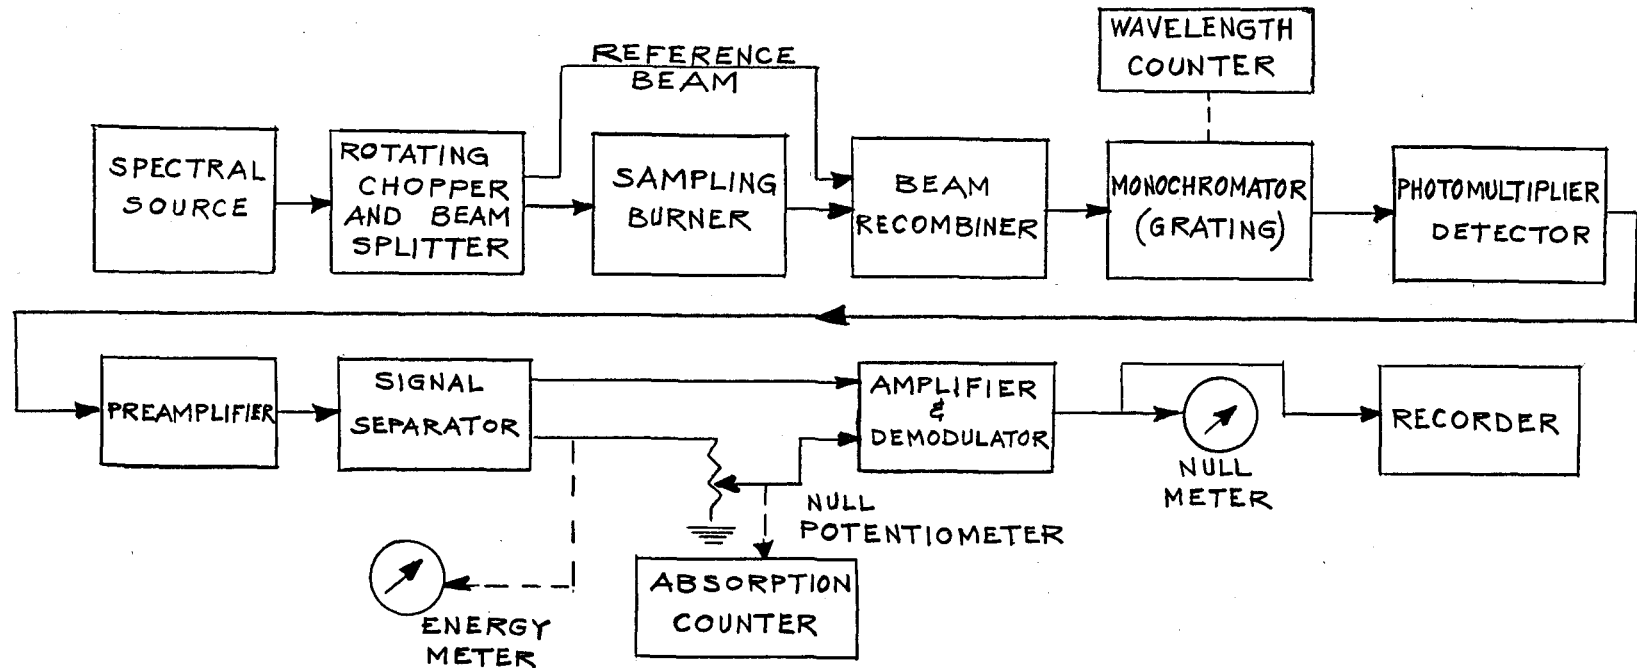 REFERENCE
BEAM
WAVELENGTH
COUNTER
SPECTRAL
SOURCE
ROTATING
CHOPPER
AND BEAM
SPLITTER
SAMPLING
BURNER
BEAM
RECOMBINER
MONOCHROMATOR
(GRATING)
PHOTOMULTIPLIER
DETECTOR
PREAMPLIFIER
SIGNAL
SEPARATOR
AMPLIFIER
&
DEMODULATOR
NULL
METER
RECORDER
NULL
POTENTIOMETER
ENERGY
METER
ABSORPTION
COUNTER